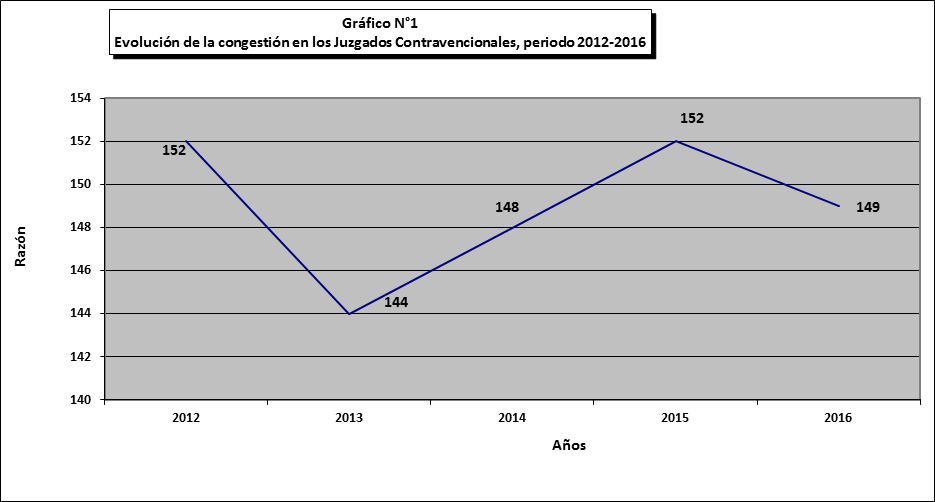 Gráfico N°1
Evolución de la congestión en los Juzgados Contravencionales, periodo 2012-2016
154
152
150
148
146
144
142
140
Razón
152
144
148
152
149
2012 2013 2014 2015 2016
Años